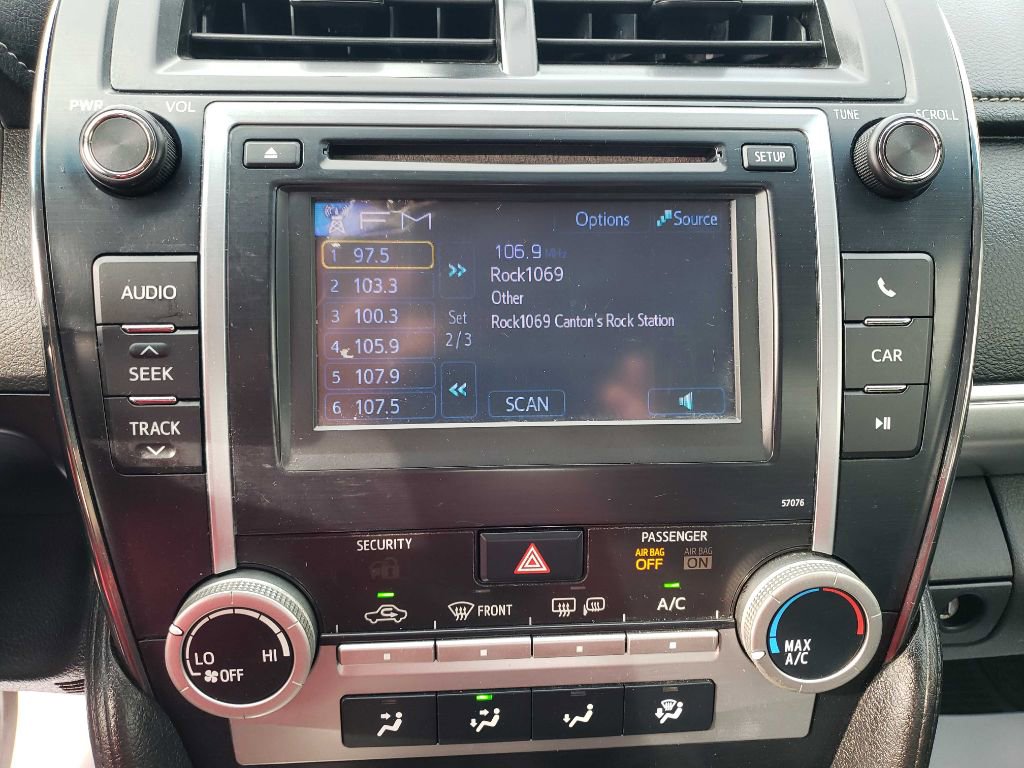 PWR VOL
TUNE SCROLL
SETUP
FM
Options Source
1 97.5
2 103.3
3 100.3
4 105.9
5 107.9
6 107.5
Set
2/3
106.9 MHz
Rock1069
Other
Rock1069 Canton's Rock Station
SCAN
AUDIO
SEEK
TRACK
CAR
57076
SECURITY
PASSENGER
AIR BAG
OFF
AIR BAG
ON
FRONT
A/C
LO HI
OFF
MAX
A/C